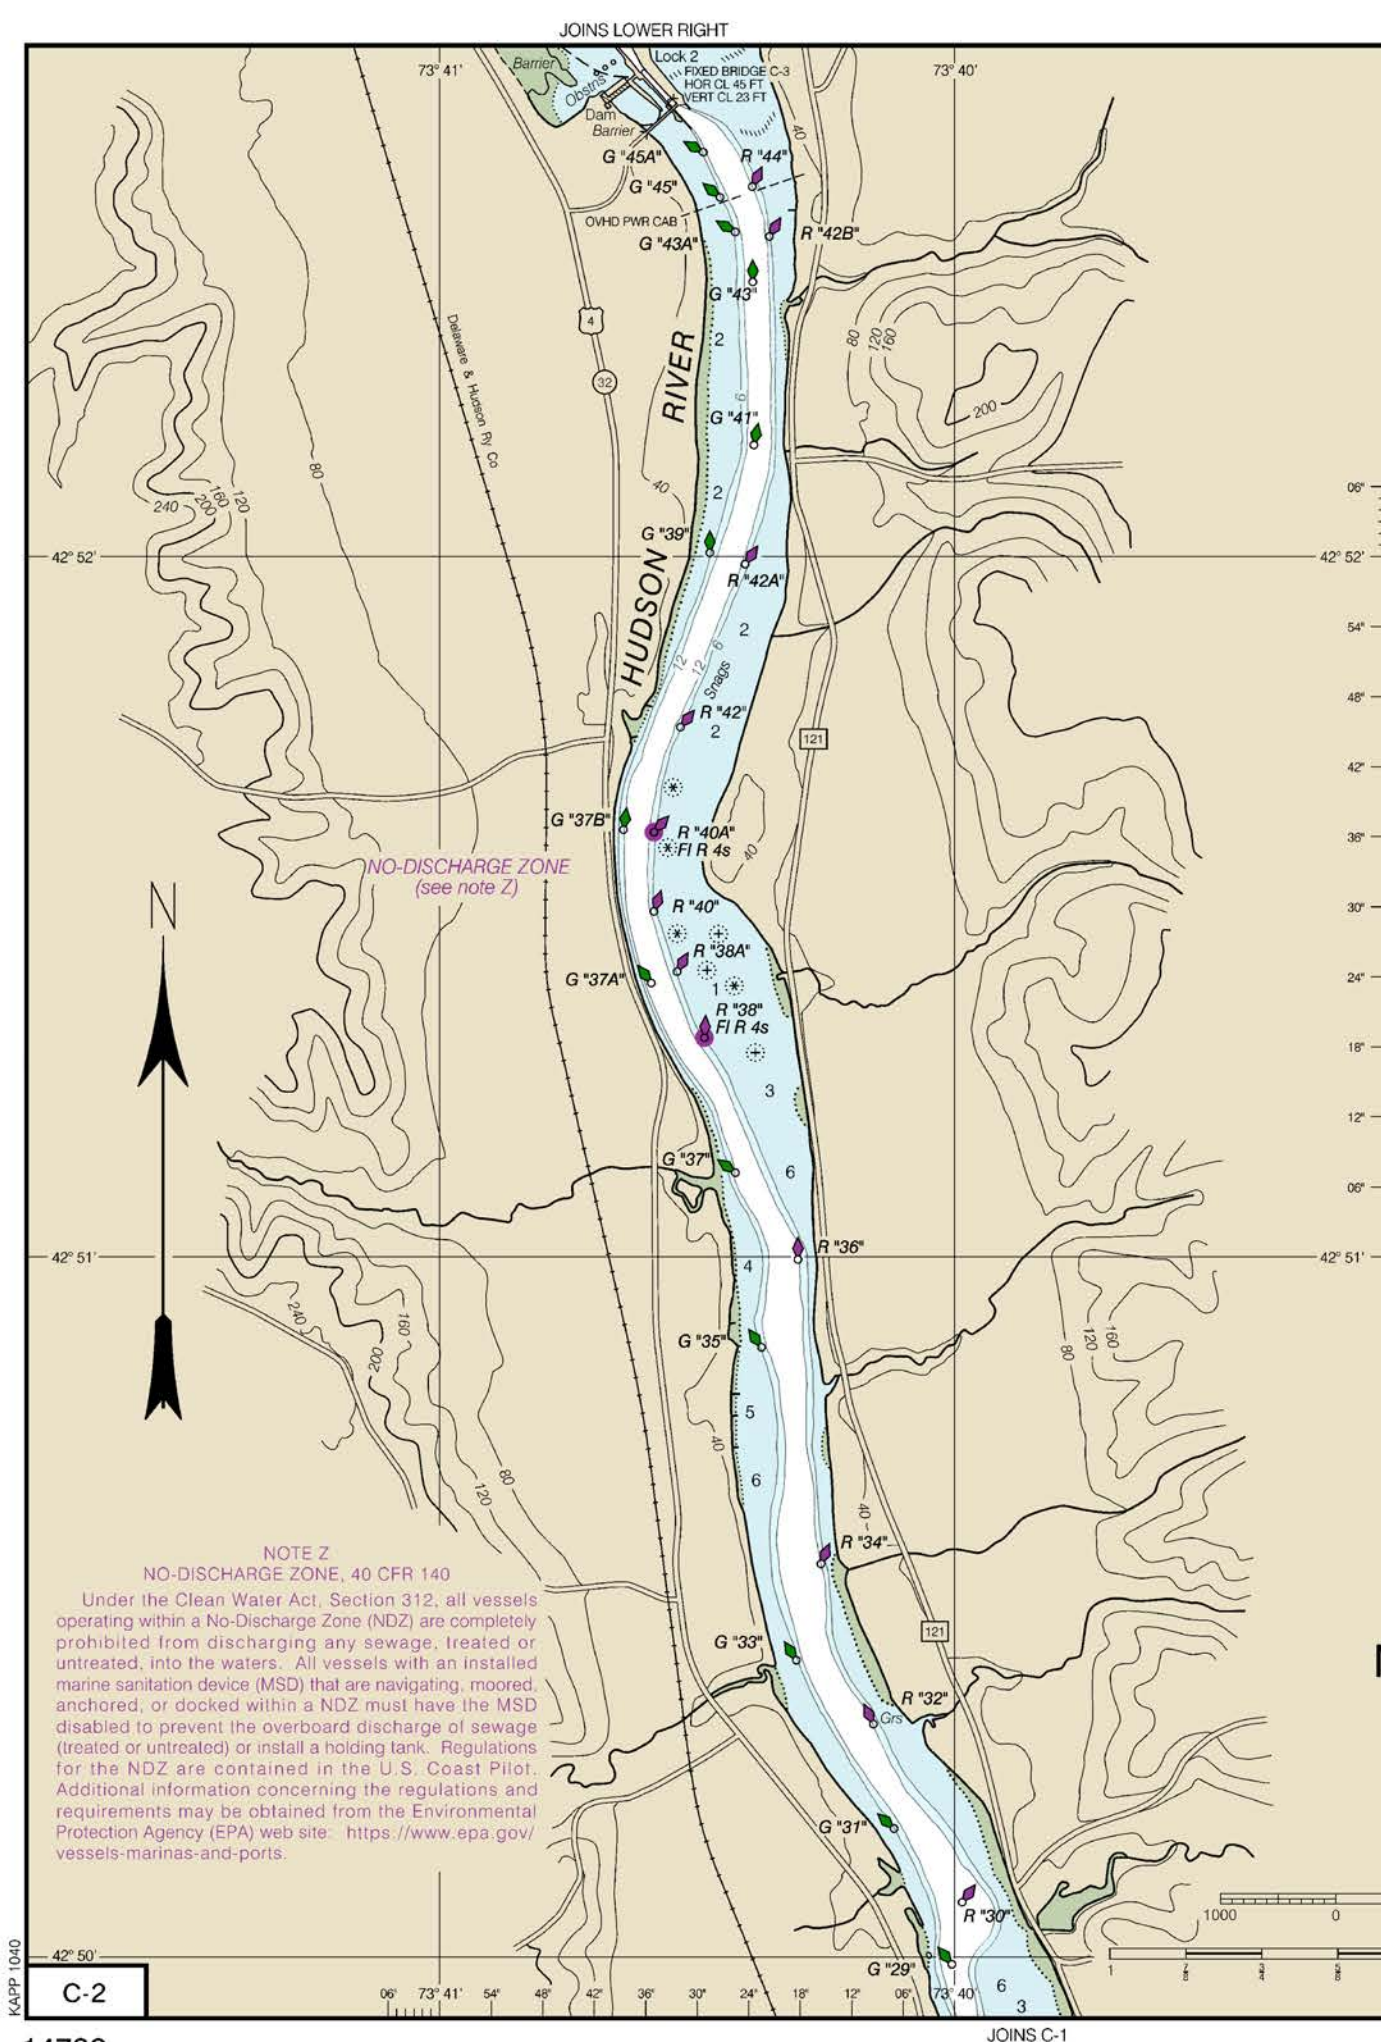 JOINS LOWER RIGHT
73° 41'
73° 40'
Barrier
Obstns
Lock 2
FIXED BRIDGE C-3
HOR CL 45 FT
VERT CL 23 FT
Dam
Barrier
40
G "45A"
R "44"
G "45"
OVHD PWR CAB
G "43A"
R "42B"
G "43"
4
Delaware & Hudson Ry Co
2
80
120
160
RIVER
32
6
G "41"
200
80
40
240
200
160
120
2
06"
G "39"
42° 52'
42° 52'
R "42A"
HUDSON
2
54"
12
12
6
Snags
48"
R "42"
2
121
42"
G "37B"
R "40A"
Fl R 4s
36"
40
NO-DISCHARGE ZONE
(see note Z)
N
R "40"
30"
R "38A"
G "37A"
24"
1
R "38"
Fl R 4s
18"
3
12"
G "37"
6
06"
R "36"
42° 51'
42° 51'
4
240
160
200
G "35"
80
120
160
5
40
6
80
120
40
R "34"
NOTE Z
NO-DISCHARGE ZONE, 40 CFR 140
Under the Clean Water Act, Section 312, all vessels
operating within a No-Discharge Zone (NDZ) are completely
prohibited from discharging any sewage, treated or
untreated, into the waters. All vessels with an installed
marine sanitation device (MSD) that are navigating, moored,
anchored, or docked within a NDZ must have the MSD
disabled to prevent the overboard discharge of sewage
(treated or untreated) or install a holding tank. Regulations
for the NDZ are contained in the U.S. Coast Pilot.
Additional information concerning the regulations and
requirements may be obtained from the Environmental
Protection Agency (EPA) web site: https://www.epa.gov/
vessels-marinas-and-ports.
121
G "33"
R "32"
Grs
G "31"
R "30"
1000
0
1
42° 50'
G "29"
KAPP 1040
C-2
06"
73° 41'
54"
48"
42"
36"
30"
24"
18"
12"
06"
73° 40'
6
3
JOINS C-1